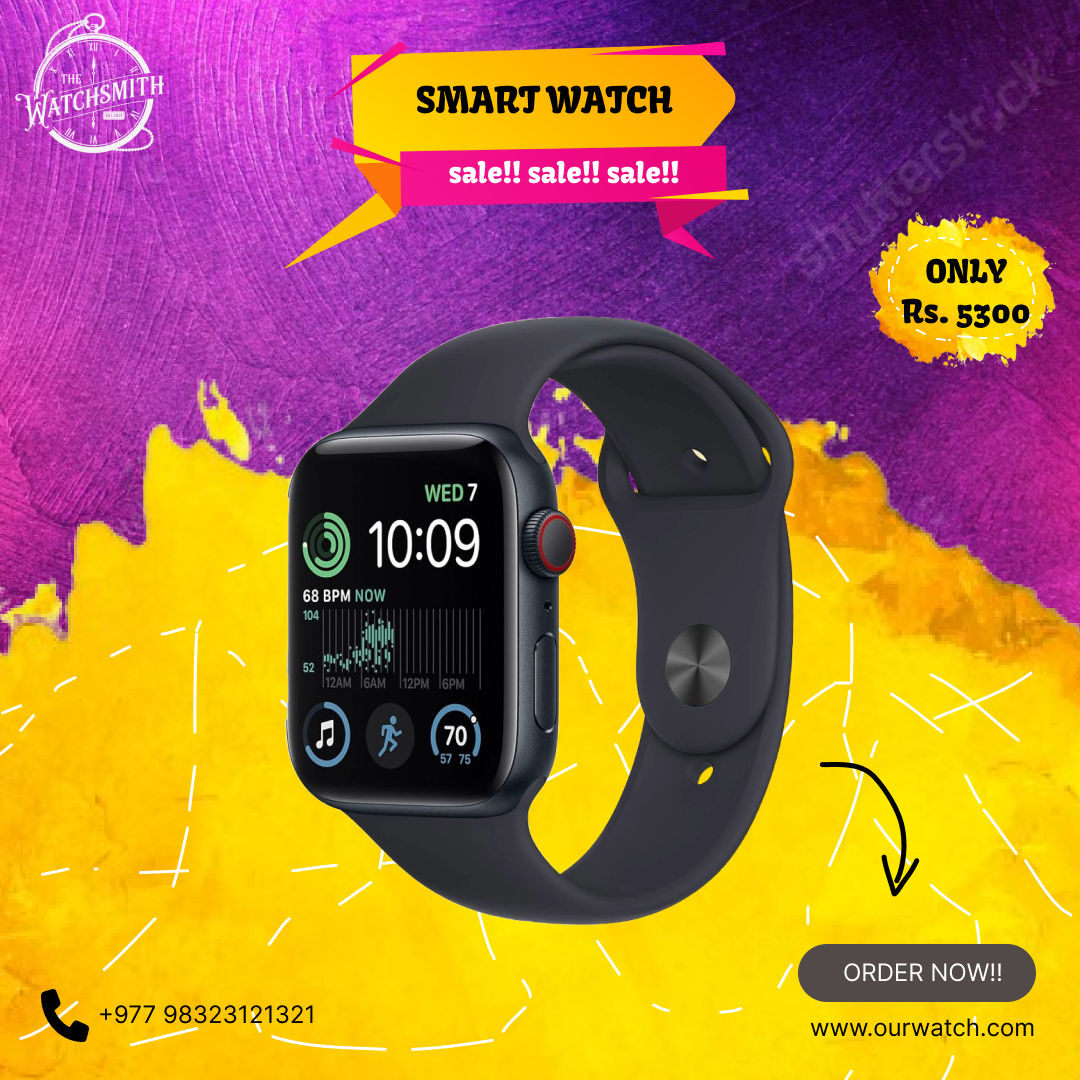 THE
WATCHSMITH
SMART WATCH
sale!! sale!! sale!!
shutterstock
ONLY
Rs. 5300
WED 7
10:09
68 BPM NOW
104
52
12AM 6AM 12PM 6PM
70
57 75
ORDER NOW!!
+977 98323121321
www.ourwatch.com